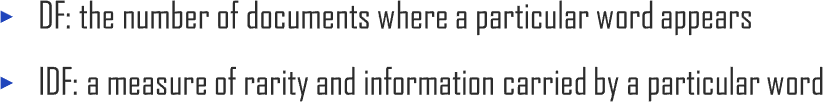 ▸ DF: the number of documents where a particular word appears
▸ IDF: a measure of rarity and information carried by a particular word